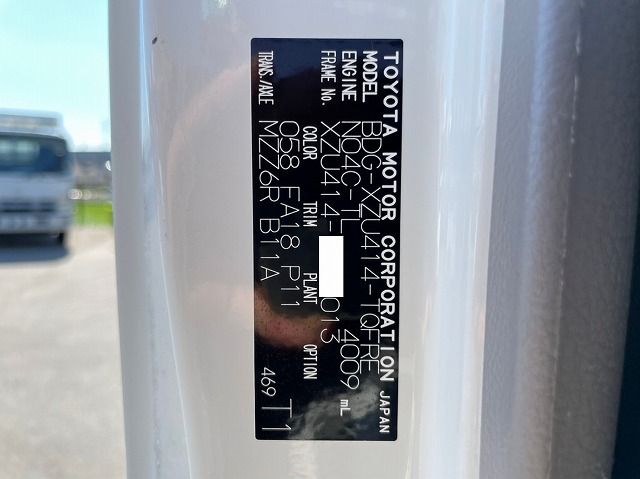 TOYOTA MOTOR CORPORATION JAPAN
MODEL BDG-XZU414-TQFRE
ENGINE N04C-TL 4009 mL
FRAME No. XZU414- 013
COLOR TRIM PLANT OPTION
058 FA18 P11
TRANS./AXLE MZZ6R B11A
469 T1